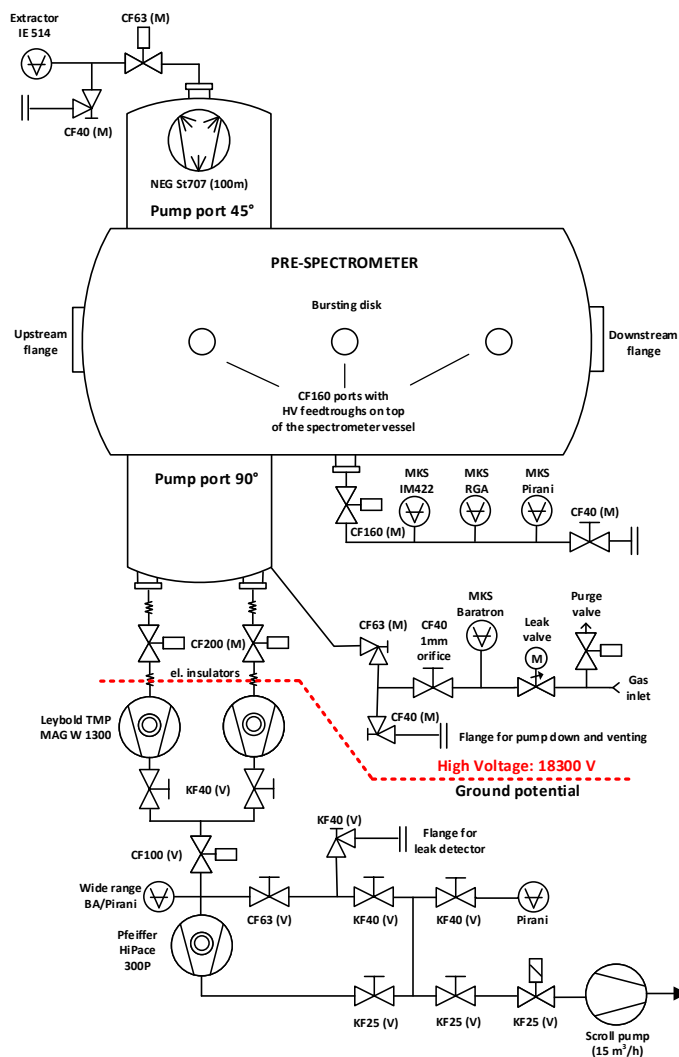 Extractor
IE 514
CF63 (M)
CF40 (M)
NEG St707 (100m)
Pump port 45°
PRE-SPECTROMETER
Bursting disk
Upstream
flange
Downstream
flange
CF160 ports with
HV feedtroughs on top
of the spectrometer vessel
Pump port 90°
MKS
IM422
MKS
RGA
MKS
Pirani
CF40 (M)
CF160 (M)
CF63 (M)
CF40
1mm
orifice
MKS
Baratron
Leak
valve
M
Purge
valve
Gas
inlet
CF200 (M)
el. insulators
Leybold TMP
MAG W 1300
CF40 (M)
Flange for pump down and venting
High Voltage: 18300 V
Ground potential
KF40 (V)
KF40 (V)
Flange for
leak detector
CF100 (V)
Wide range
BA/Pirani
CF63 (V)
KF40 (V)
KF40 (V)
Pirani
Pfeiffer
HiPace
300P
KF25 (V)
KF25 (V)
KF25 (V)
Scroll pump
(15 m³/h)